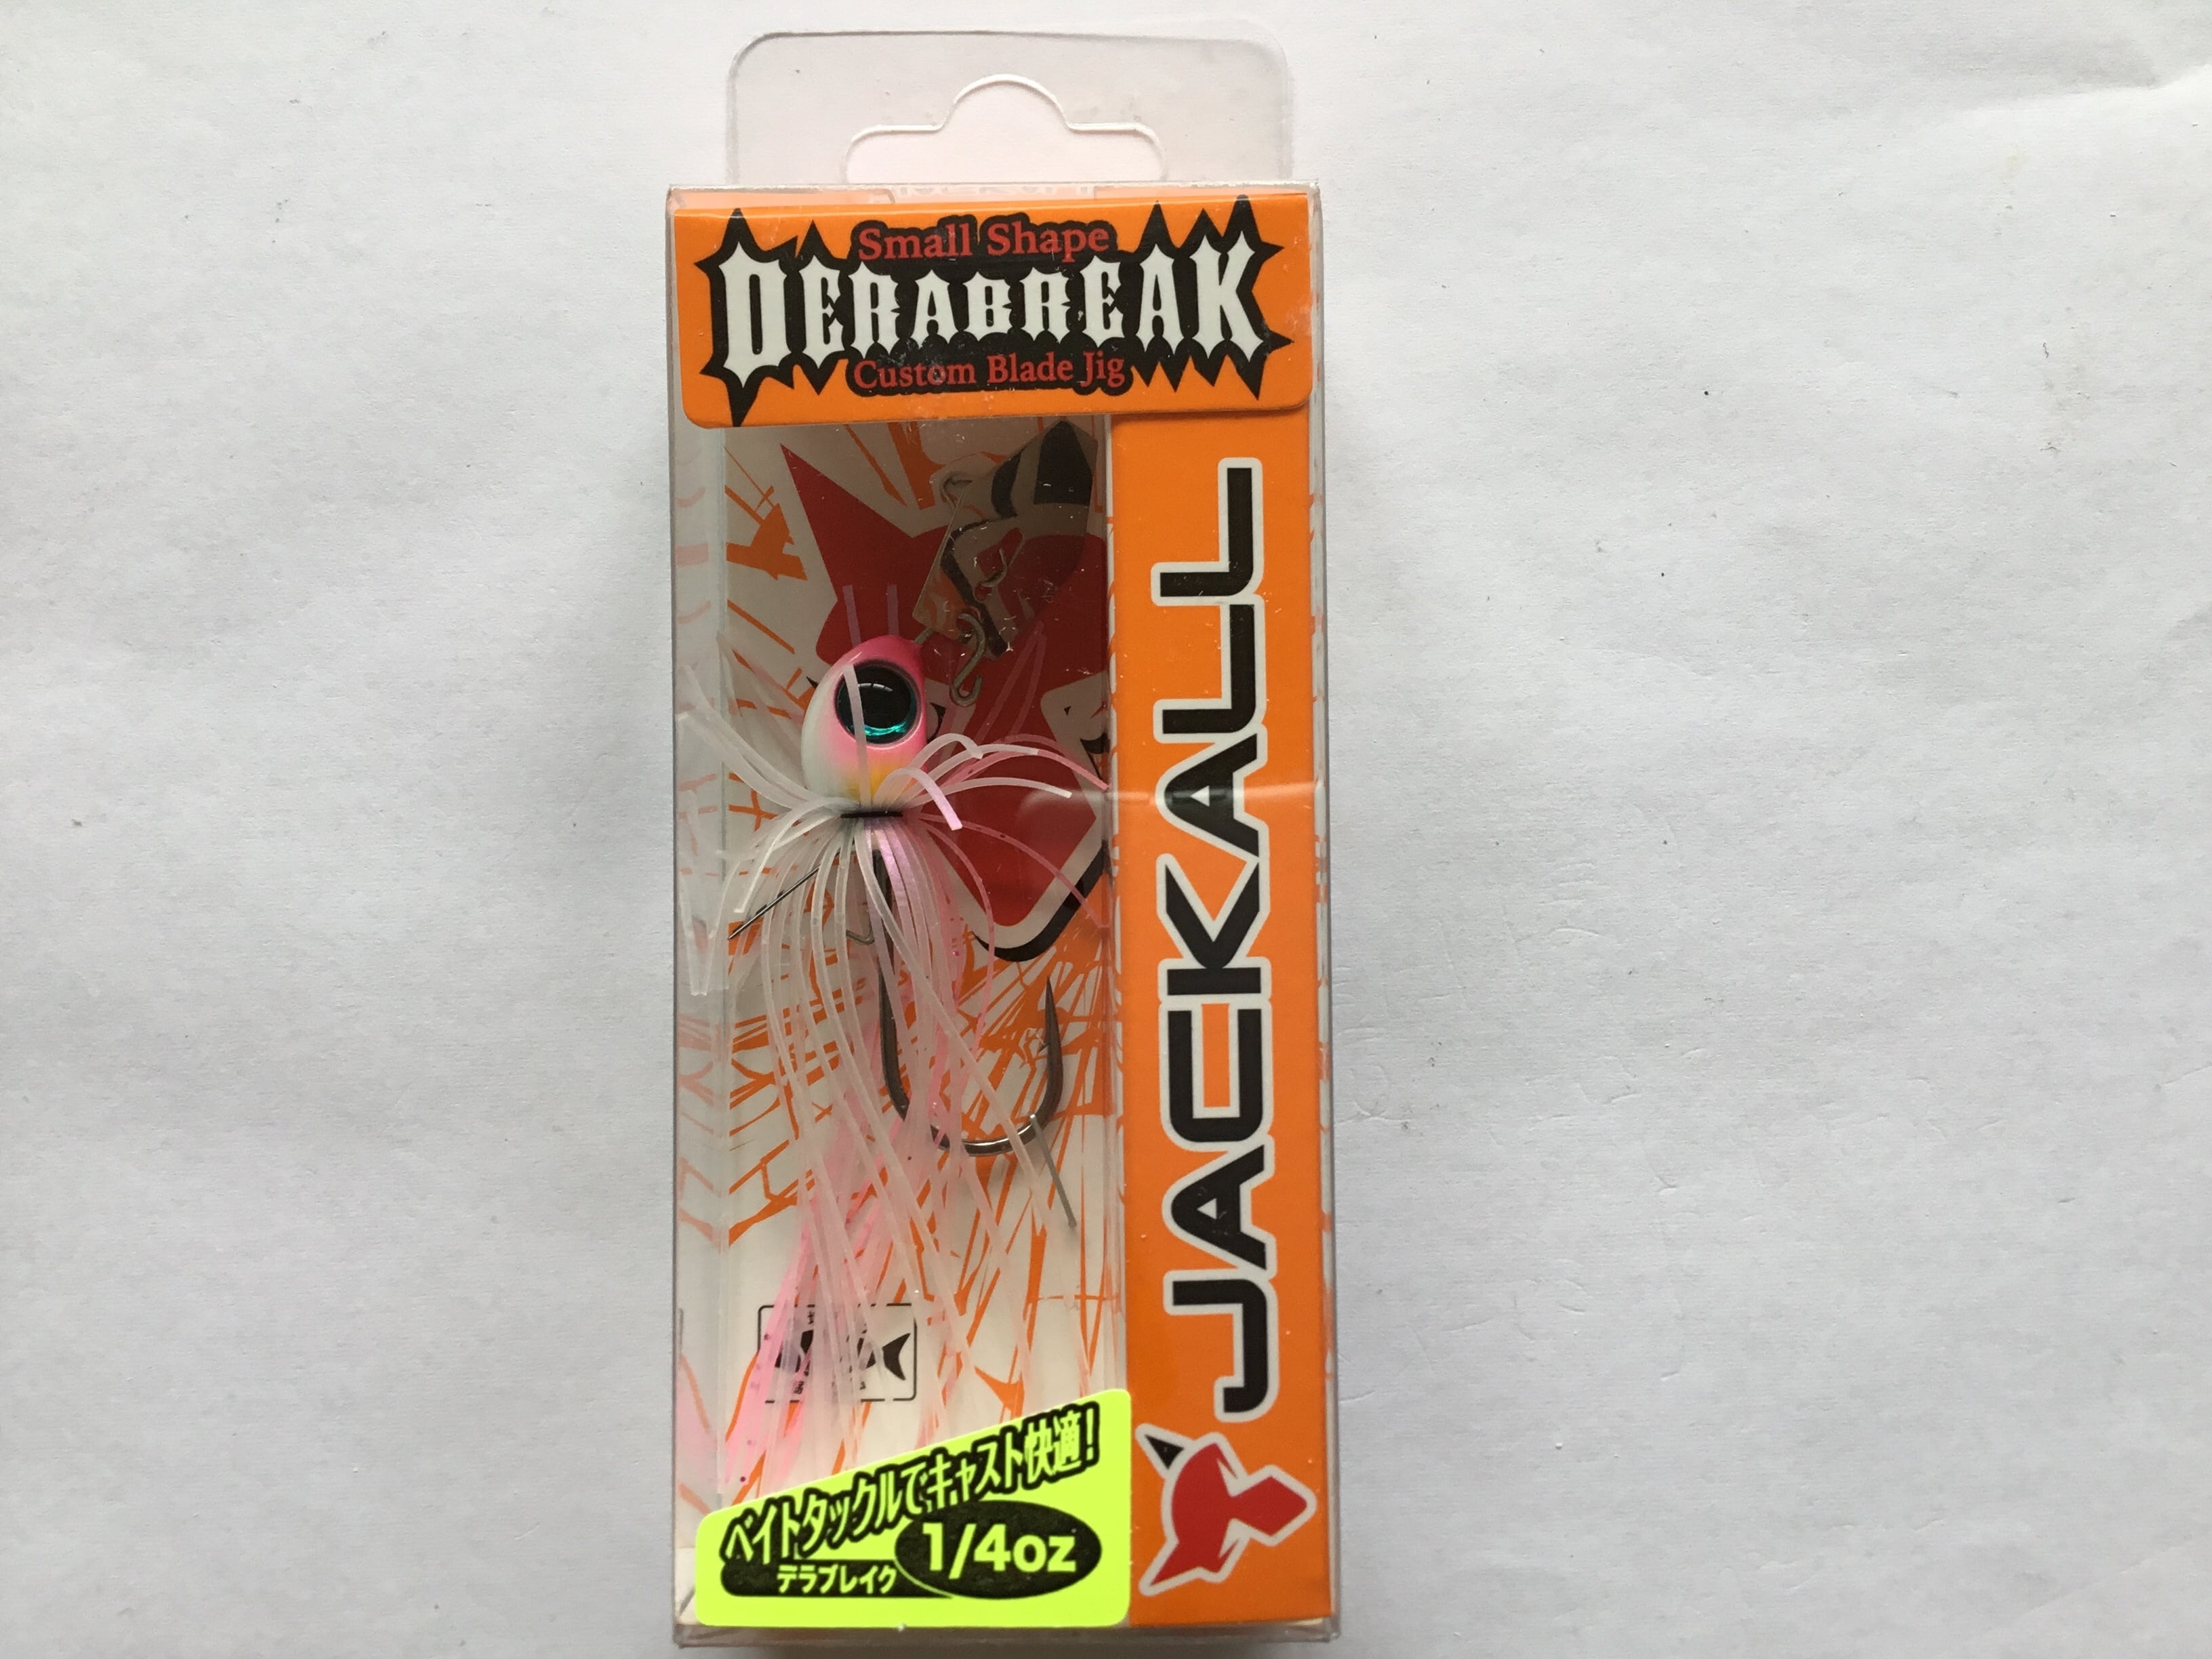 Small Shape
DERABREAK
Custom Blade Jig
JACKALL
ベイトタックルでキャスト快適!
デラブレイク
1/4oz